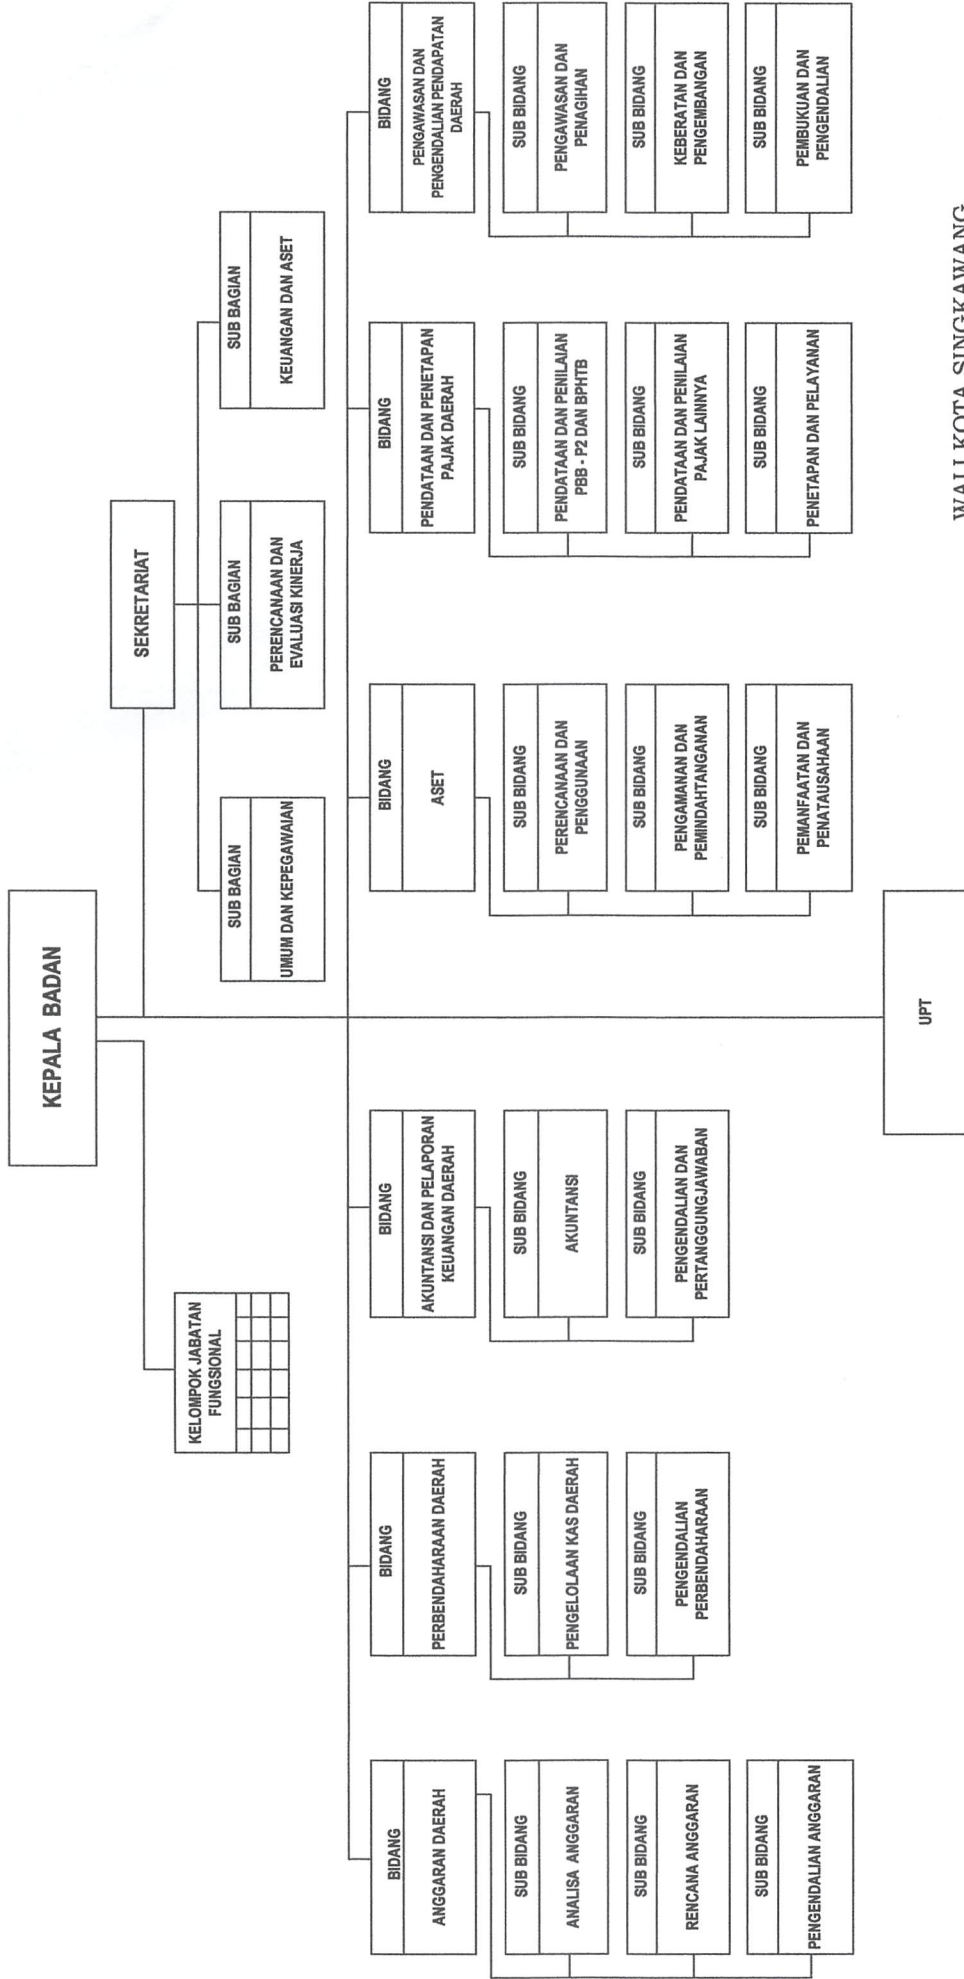 KEPALA BADAN
SEKRETARIAT
KELOMPOK JABATAN
FUNGSIONAL
SUB BAGIAN
UMUM DAN KEPEGAWAIAN
SUB BAGIAN
PERENCANAAN DAN
EVALUASI KINERJA
SUB BAGIAN
KEUANGAN DAN ASET
BIDANG
ANGGARAN DAERAH
SUB BIDANG
ANALISA ANGGARAN
SUB BIDANG
RENCANA ANGGARAN
SUB BIDANG
PENGENDALIAN ANGGARAN
BIDANG
PERBENDAHARAAN DAERAH
SUB BIDANG
PENGELOLAAN KAS DAERAH
SUB BIDANG
PENGENDALIAN
PERBENDAHARAAN
BIDANG
AKUNTANSI DAN PELAPORAN
KEUANGAN DAERAH
SUB BIDANG
AKUNTANSI
SUB BIDANG
PENGENDALIAN DAN
PERTANGGUNGJAWABAN
BIDANG
ASET
SUB BIDANG
PERENCANAAN DAN
PENGGUNAAN
SUB BIDANG
PENGAMANAN DAN
PEMINDAHTANGANAN
SUB BIDANG
PEMANFAATAN DAN
PENATAUSAHAAN
BIDANG
PENDATAAN DAN PENETAPAN
PAJAK DAERAH
SUB BIDANG
PENDATAAN DAN PENILAIAN
PBB - P2 DAN BPHTB
SUB BIDANG
PENDATAAN DAN PENILAIAN
PAJAK LAINNYA
SUB BIDANG
PENETAPAN DAN PELAYANAN
BIDANG
PENGAWASAN DAN
PENGENDALIAN PENDAPATAN
DAERAH
SUB BIDANG
PENGAWASAN DAN
PENAGIHAN
SUB BIDANG
KEBERATAN DAN
PENGEMBANGAN
SUB BIDANG
PEMBUKUAN DAN
PENGENDALIAN
UPT
WALI KOTA SINGKAWANG